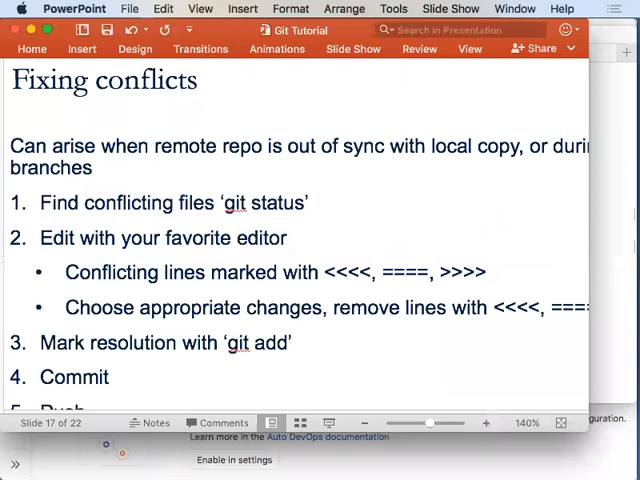 PowerPoint File Edit View Insert Format Arrange Tools Slide Show Window Help
Git Tutorial
Search in Presentation
Home Insert Design Transitions Animations Slide Show Review View Share
Fixing conflicts
Can arise when remote repo is out of sync with local copy, or duri
branches
1. Find conflicting files ‘git status’
2. Edit with your favorite editor
• Conflicting lines marked with <<<<, ====, >>>>
• Choose appropriate changes, remove lines with <<<<, ====
3. Mark resolution with ‘git add’
4. Commit
5. Push
Slide 17 of 22 Notes Comments 140%
guration.
Learn more in the Auto DevOps documentation
Enable in settings